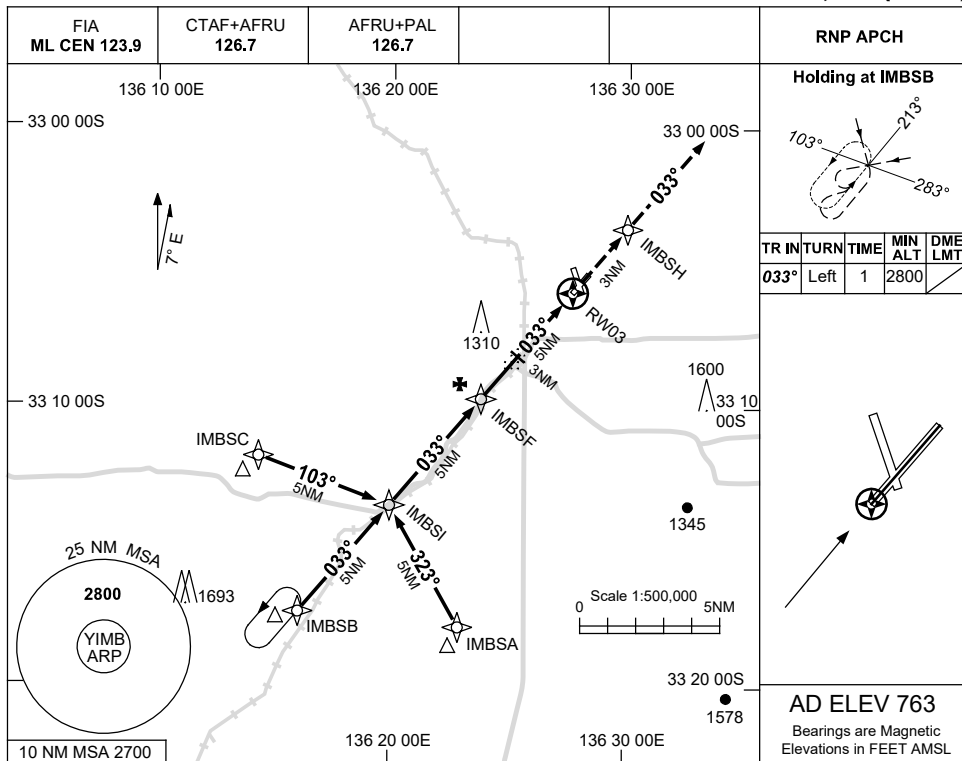 FIA
ML CEN 123.9
CTAF+AFRU
126.7
AFRU+PAL
126.7
RNP APCH
136 10 00E
136 20 00E
136 30 00E
33 00 00S
33 00 00S
7° E
033°
IMBSH
3NM
RW03
033°
5NM
3NM
1310
1600
33 10 00S
33 10
00S
IMBSF
IMBSC
103°
5NM
033°
5NM
IMBSI
1345
033°
5NM
323°
5NM
25 NM MSA
2800
1693
YIMB
ARP
IMBSB
IMBSA
Scale 1:500,000
0
5NM
33 20 00S
1578
10 NM MSA 2700
136 20 00E
136 30 00E
Holding at IMBSB
213°
103°
283°
TR IN TURN TIME MIN ALT DME LMT
033° Left 1 2800
AD ELEV 763
Bearings are Magnetic
Elevations in FEET AMSL